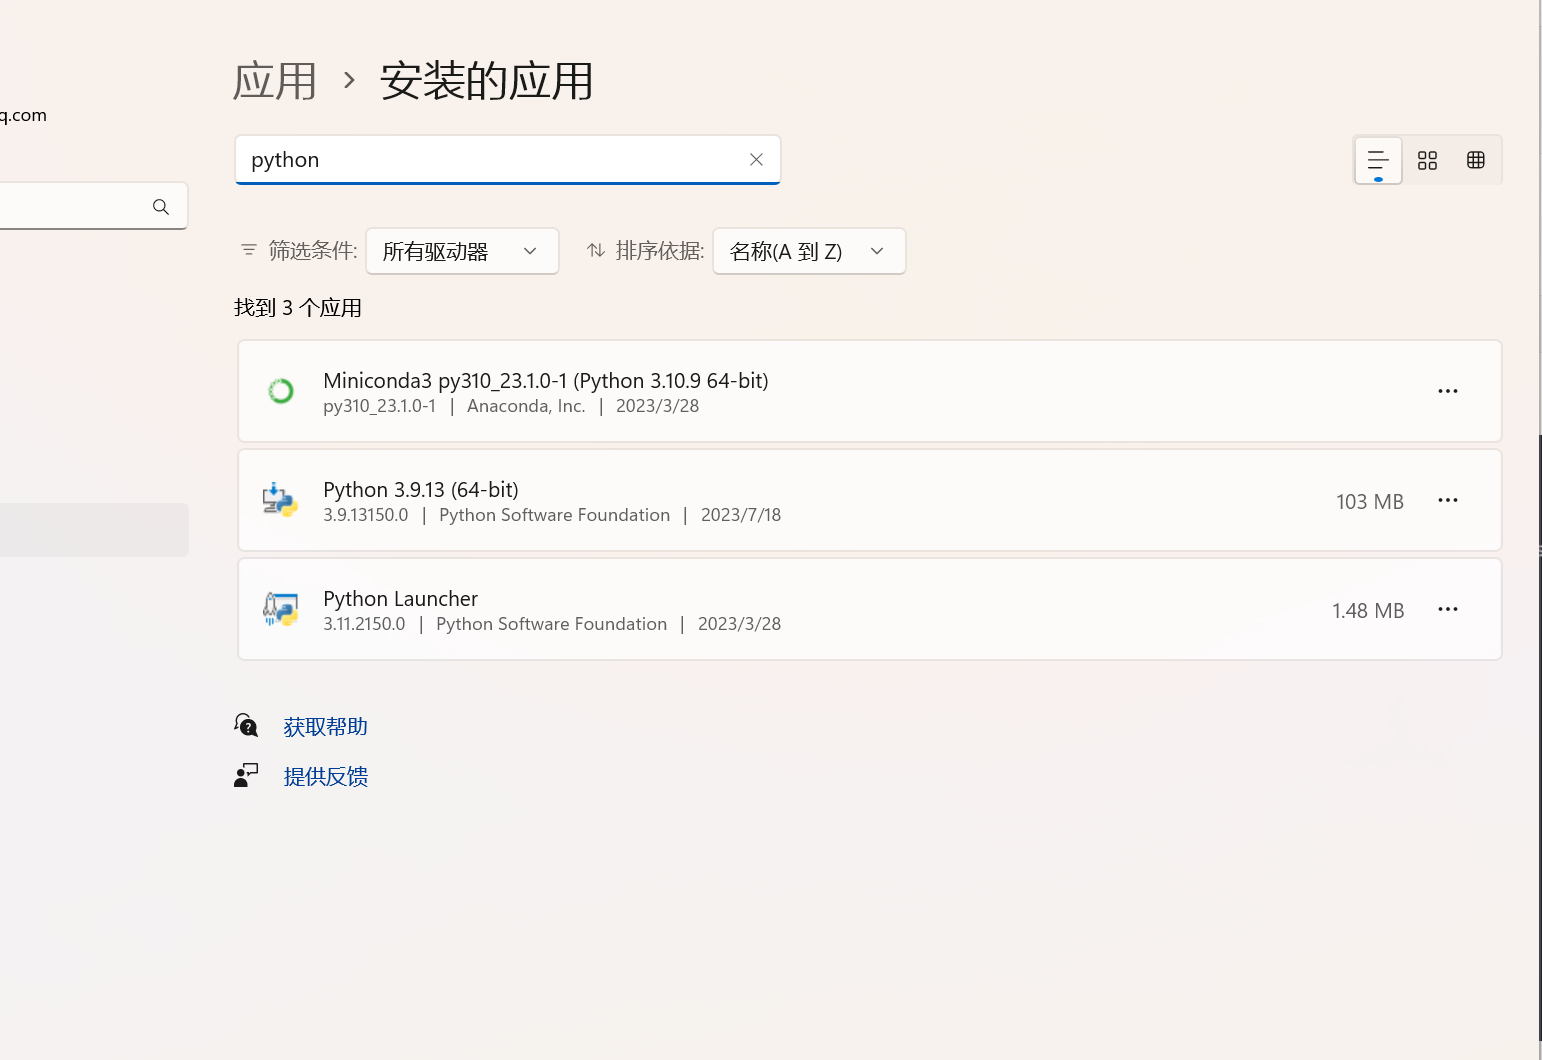 应用 › 安装的应用
q.com
python
筛选条件: 所有驱动器 排序依据: 名称(A 到 Z)
找到 3 个应用
Miniconda3 py310_23.1.0-1 (Python 3.10.9 64-bit)
py310_23.1.0-1 | Anaconda, Inc. | 2023/3/28
Python 3.9.13 (64-bit)
3.9.13150.0 | Python Software Foundation | 2023/7/18
103 MB
Python Launcher
3.11.2150.0 | Python Software Foundation | 2023/3/28
1.48 MB
获取帮助
提供反馈